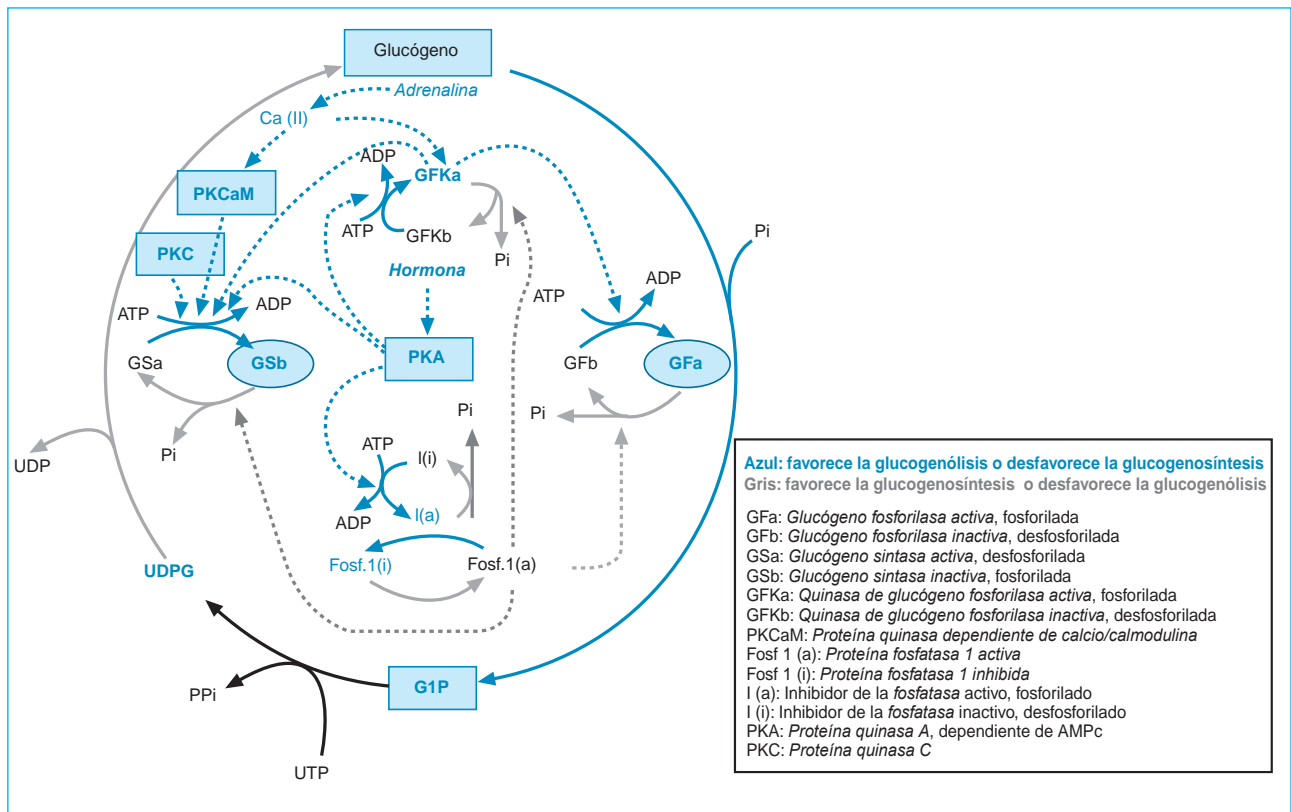 Glucógeno
Adrenalina
Ca (II)
ADP
GFKa
PKCaM
ATP
GFKb
Pi
Pi
PKC
Hormona
ATP
ADP
ATP
ADP
GSa
GSb
PKA
GFb
GFa
Pi
Pi
Pi
UDP
ATP
I(i)
ADP
I(a)
Fosf.1(i)
Fosf.1(a)
UDPG
PPi
G1P
UTP
Azul: favorece la glucogenólisis o desfavorece la glucogenosíntesis
Gris: favorece la glucogenosíntesis o desfavorece la glucogenólisis
GFa: Glucógeno fosforilasa activa, fosforilada
GFb: Glucógeno fosforilasa inactiva, desfosforilada
GSa: Glucógeno sintasa activa, desfosforilada
GSb: Glucógeno sintasa inactiva, fosforilada
GFKa: Quinasa de glucógeno fosforilasa activa, fosforilada
GFKb: Quinasa de glucógeno fosforilasa inactiva, desfosforilada
PKCaM: Proteína quinasa dependiente de calcio/calmodulina
Fosf 1 (a): Proteína fosfatasa 1 activa
Fosf 1 (i): Proteína fosfatasa 1 inhibida
I (a): Inhibidor de la fosfatasa activo, fosforilado
I (i): Inhibidor de la fosfatasa inactivo, desfosforilado
PKA: Proteína quinasa A, dependiente de AMPc
PKC: Proteína quinasa C